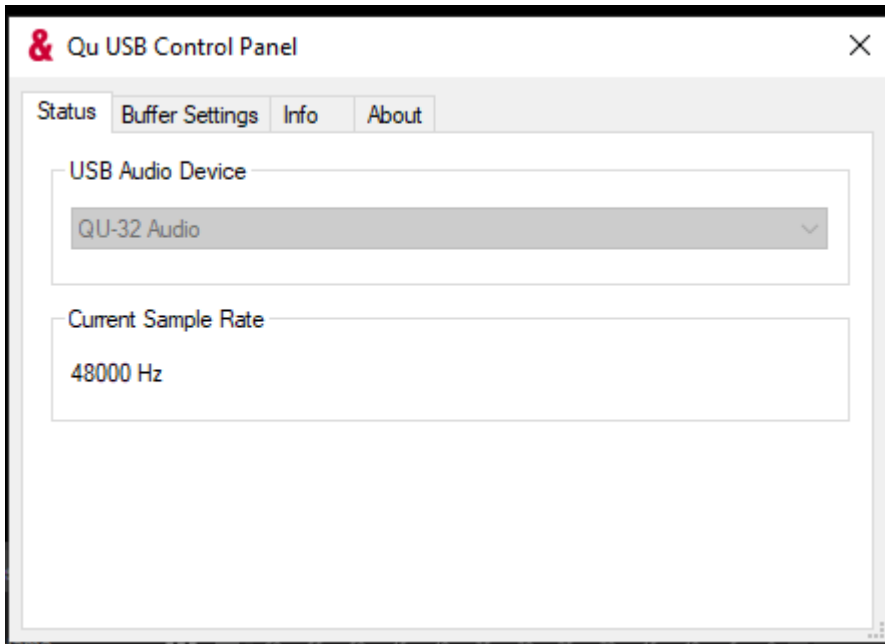 & Qu USB Control Panel
Status Buffer Settings Info About
USB Audio Device
QU-32 Audio
Current Sample Rate
48000 Hz